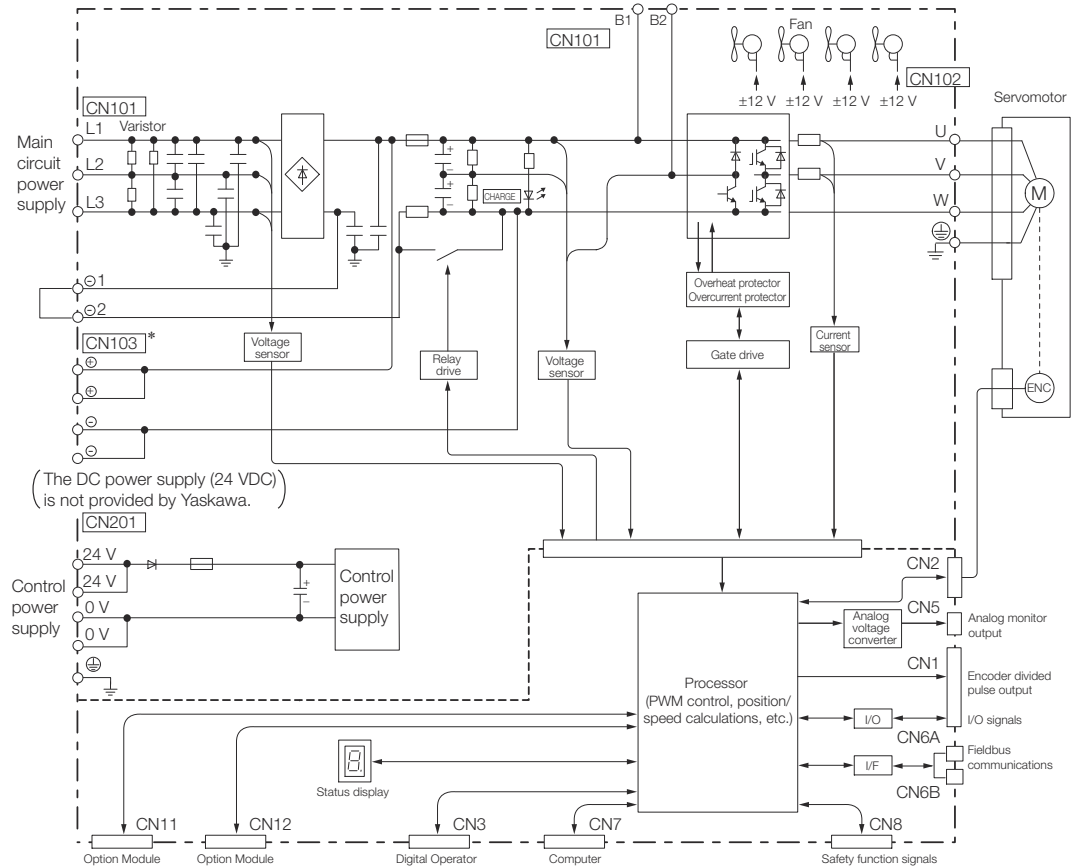 B1
B2
CN101
Fan
CN102
±12 V
±12 V
±12 V
±12 V
Servomotor
CN101
L1
Varistor
Main
circuit
power
supply
L2
L3
CHARGE
U
V
W
M
Overheat protector
Overcurrent protector
⊖1
⊖2
CN103 *
Voltage
sensor
Relay
drive
Voltage
sensor
Gate drive
Current
sensor
⊕
⊕
⊖
⊖
ENC
(The DC power supply (24 VDC)
is not provided by Yaskawa.)
CN201
24 V
24 V
0 V
0 V
Control
power
supply
Control
power
supply
CN2
CN5
Analog
voltage
converter
Analog monitor
output
CN1
Encoder divided
pulse output
Processor
(PWM control, position/
speed calculations, etc.)
I/O
I/O signals
CN6A
I/F
Fieldbus
communications
CN6B
8.
Status display
CN11
CN12
CN3
CN7
CN8
Option Module
Option Module
Digital Operator
Computer
Safety function signals